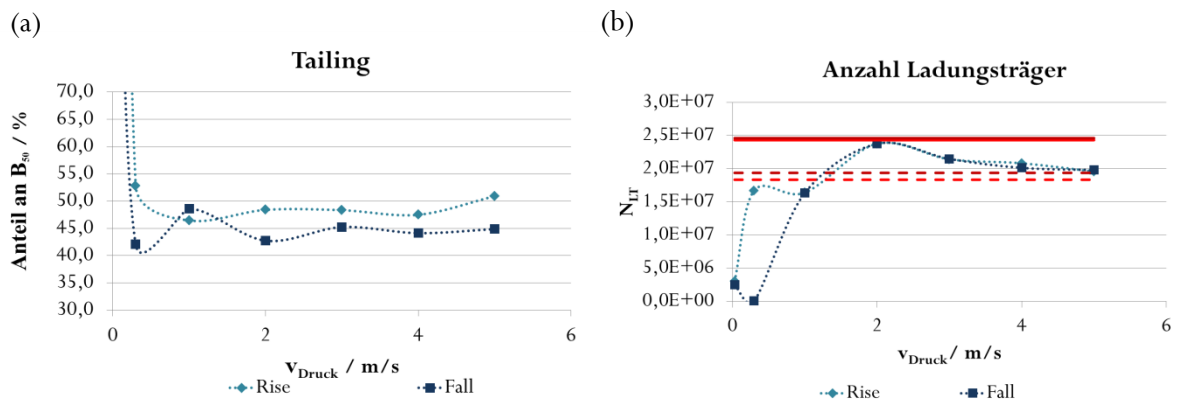 (a)
Tailing
Anteil an B₅₀ / %
70,0
65,0
60,0
55,0
50,0
45,0
40,0
35,0
30,0
0 2 4 6
v_Druck / m/s
Rise Fall
(b)
Anzahl Ladungsträger
N_LT
3,0E+07
2,5E+07
2,0E+07
1,5E+07
1,0E+07
5,0E+06
0,0E+00
0 2 4 6
v_Druck / m/s
Rise Fall